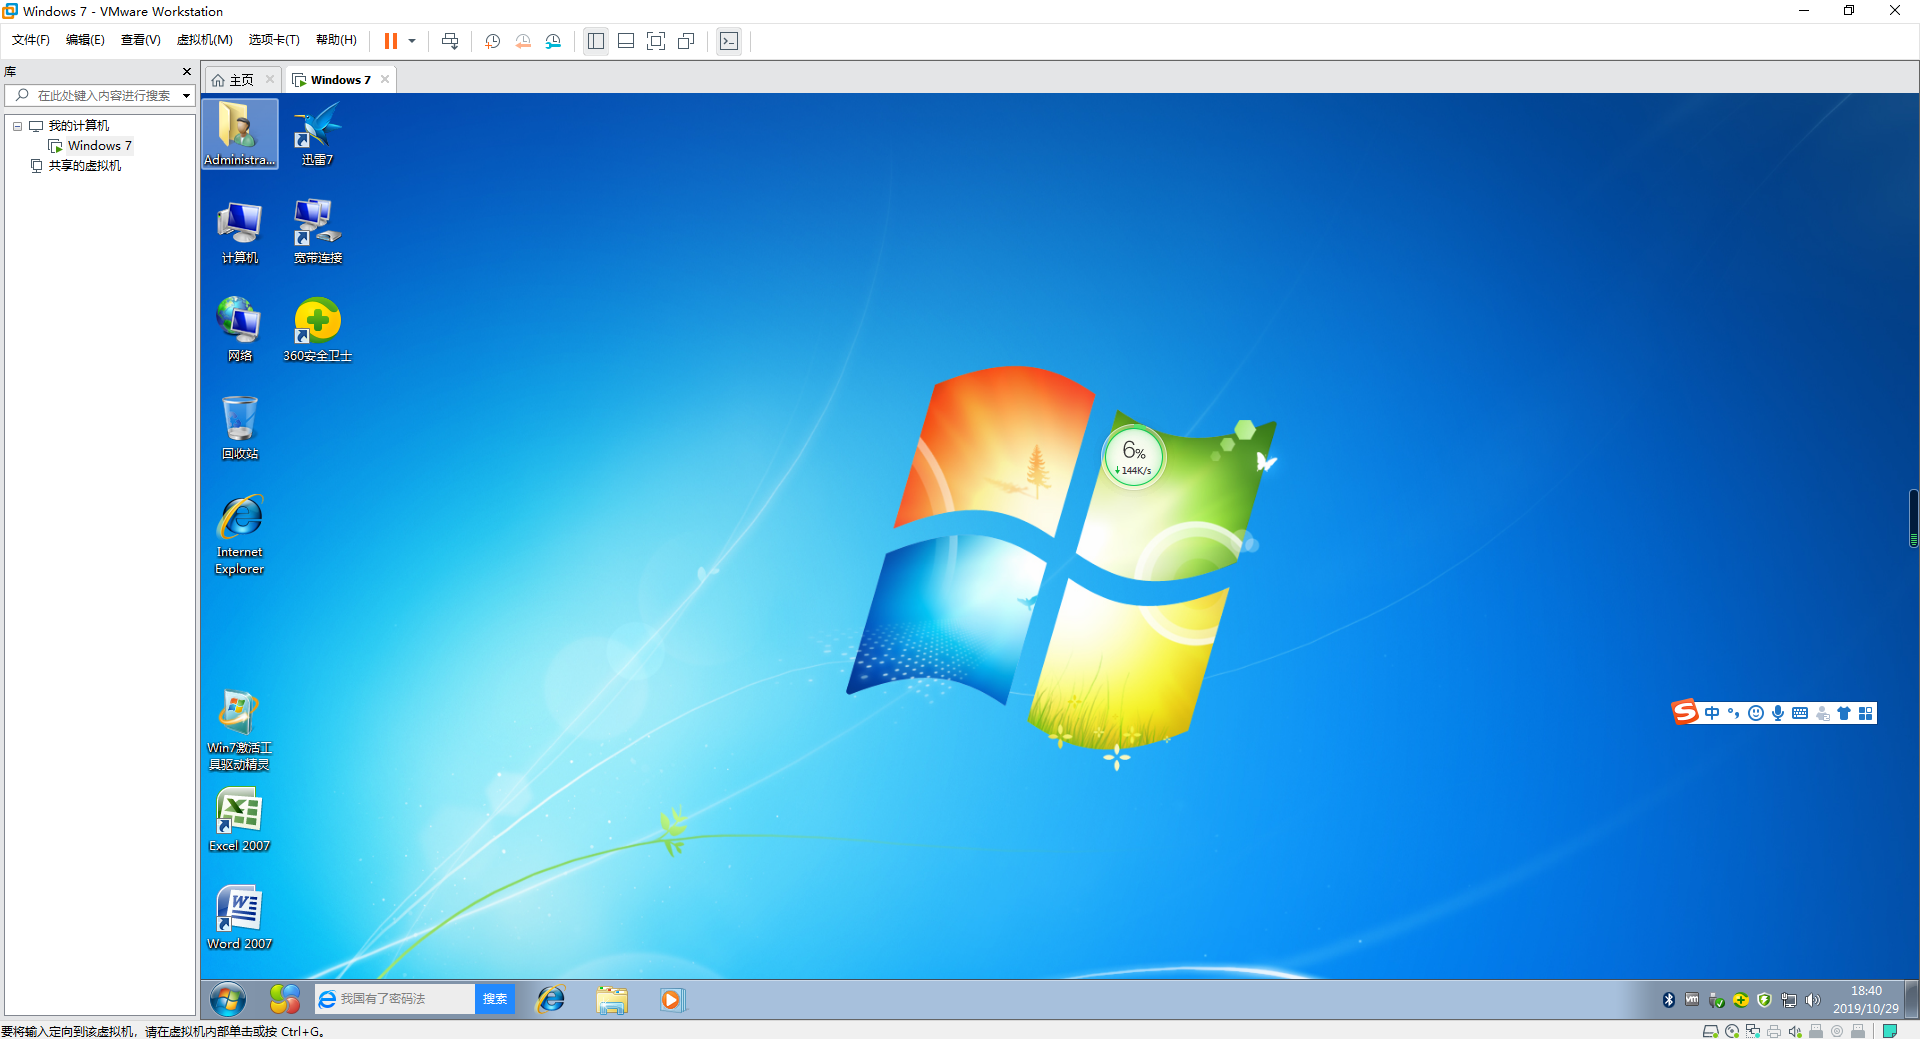 Windows 7 - VMware Workstation
文件(F) 编辑(E) 查看(V) 虚拟机(M) 选项卡(T) 帮助(H)
库
主页
Windows 7
在此处键入内容进行搜索
我的计算机
Windows 7
共享的虚拟机
Administra...
迅雷7
计算机
宽带连接
网络
360安全卫士
回收站
Internet
Explorer
Win7激活工
具驱动精灵
Excel 2007
Word 2007
6%
144K/s
中
我国有了密码法
搜索
18:40
2019/10/29
要将输入定向到该虚拟机，请在虚拟机内部单击或按 Ctrl+G。